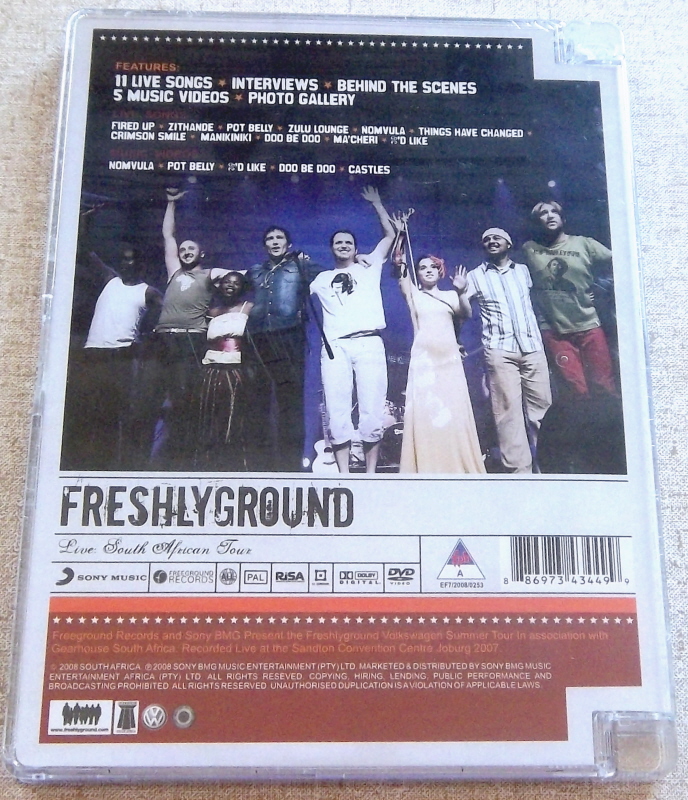 FEATURES:
11 LIVE SONGS * INTERVIEWS * BEHIND THE SCENES
5 MUSIC VIDEOS * PHOTO GALLERY
LIVE SONGS
FIRED UP * ZITHANDE * POT BELLY * ZULU LOUNGE * NOMVULA * THINGS HAVE CHANGED *
CRIMSON SMILE * MANIKINIKI * DOO BE DOO * MA'CHERI * I'D LIKE
NOMVULA * POT BELLY * I'D LIKE * DOO BE DOO * CASTLES
FRESHLYGROUND
Live: South African Tour
SONY MUSIC
FREEGROUND RECORDS
ALL
PAL
RiSA
DOLBY DIGITAL
DVD VIDEO
A
EF7/2008/0253
8 86973 43449 9
Freeground Records and Sony BMG Present the Freshlyground Volkswagen Summer Tour In association with
Gearhouse South Africa. Recorded Live at the Sandton Convention Centre Joburg 2007.
© 2008 SOUTH AFRICA. ℗ 2008 SONY BMG MUSIC ENTERTAINMENT (PTY) LTD. MARKETED & DISTRIBUTED BY SONY BMG MUSIC
ENTERTAINMENT AFRICA (PTY) LTD. ALL RIGHTS RESEVED. COPYING, HIRING, LENDING, PUBLIC PERFORMANCE AND
BROADCASTING PROHIBITED. ALL RIGHTS RESERVED. UNAUTHORISED DUPLICATION IS A VIOLATION OF APPLICABLE LAWS.
www.freshlyground.com